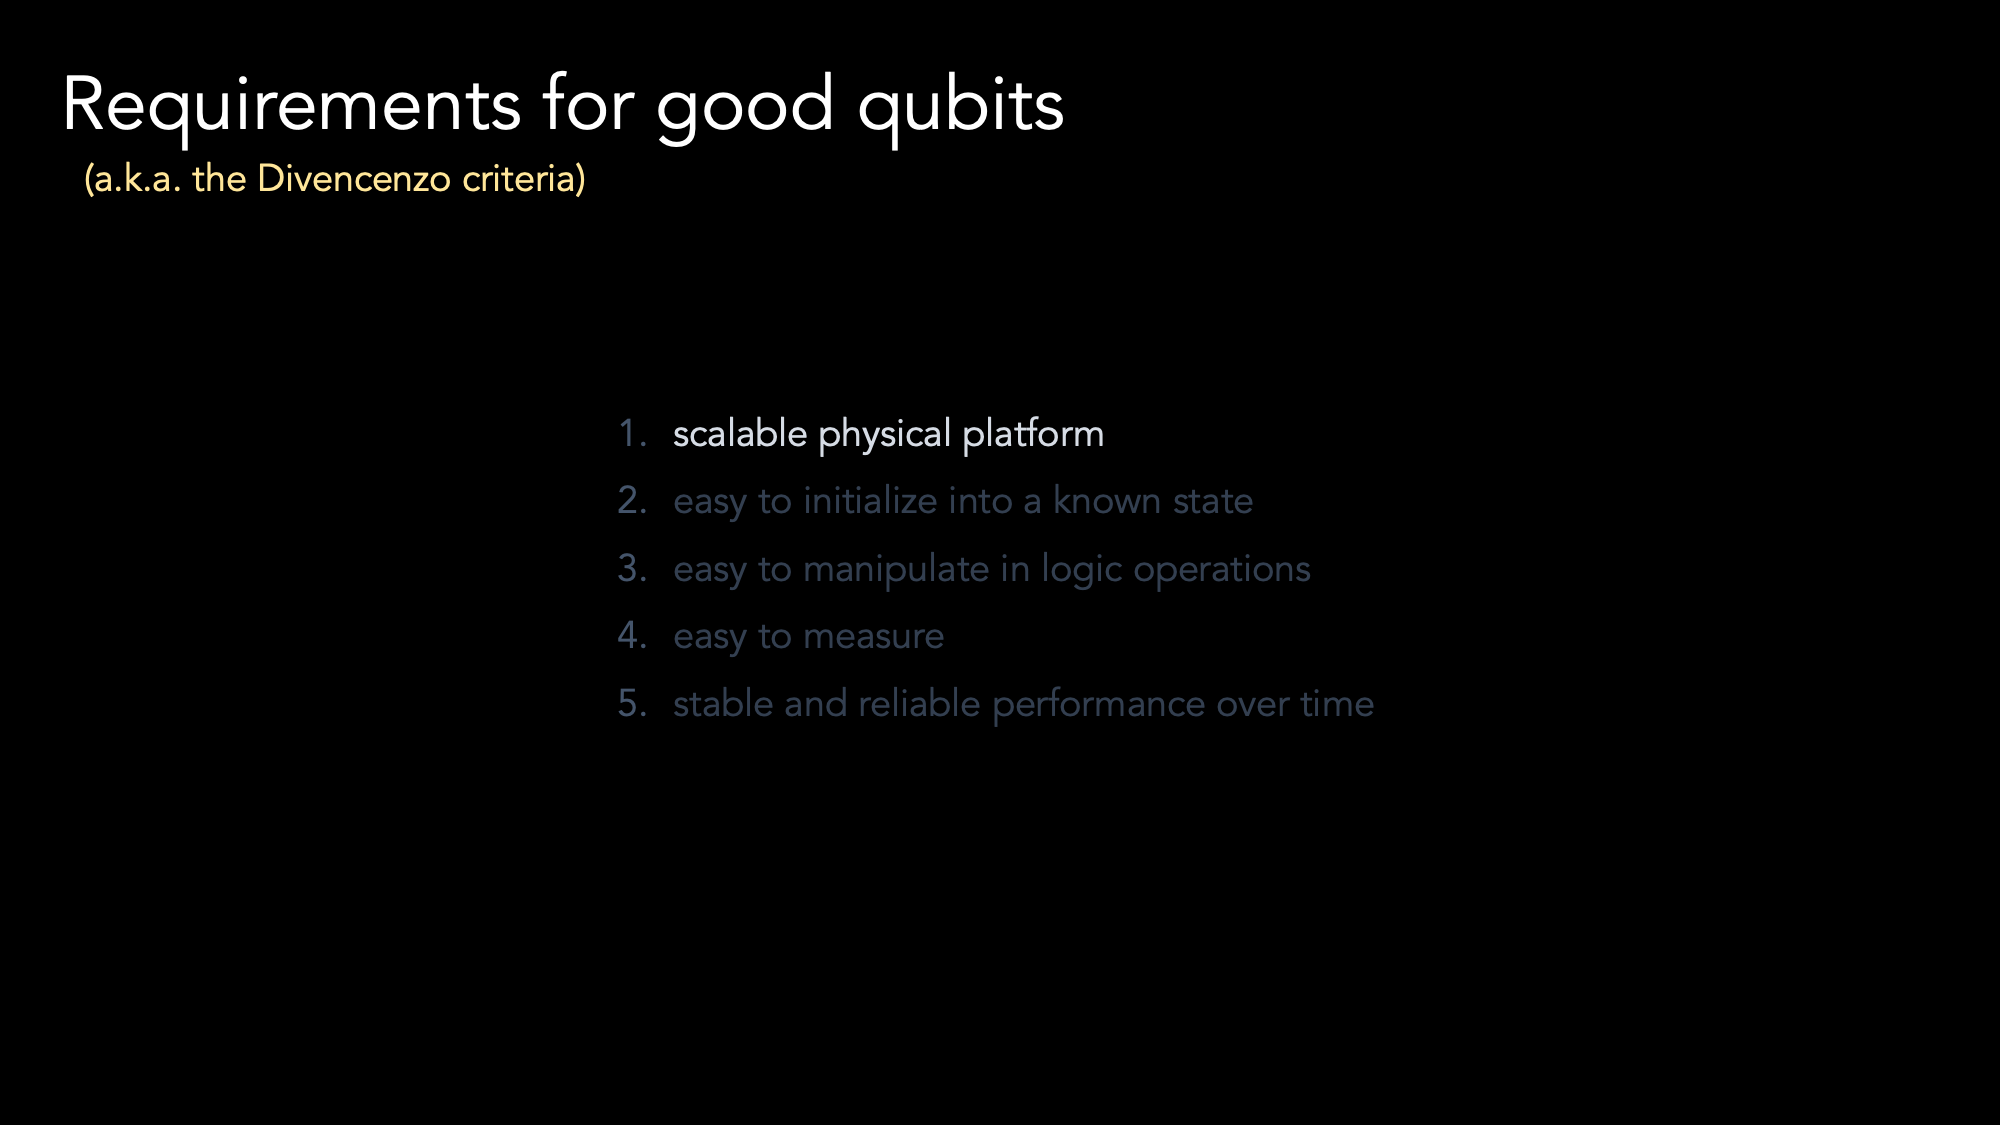 Requirements for good qubits
(a.k.a. the Divencenzo criteria)
1. scalable physical platform
2. easy to initialize into a known state
3. easy to manipulate in logic operations
4. easy to measure
5. stable and reliable performance over time